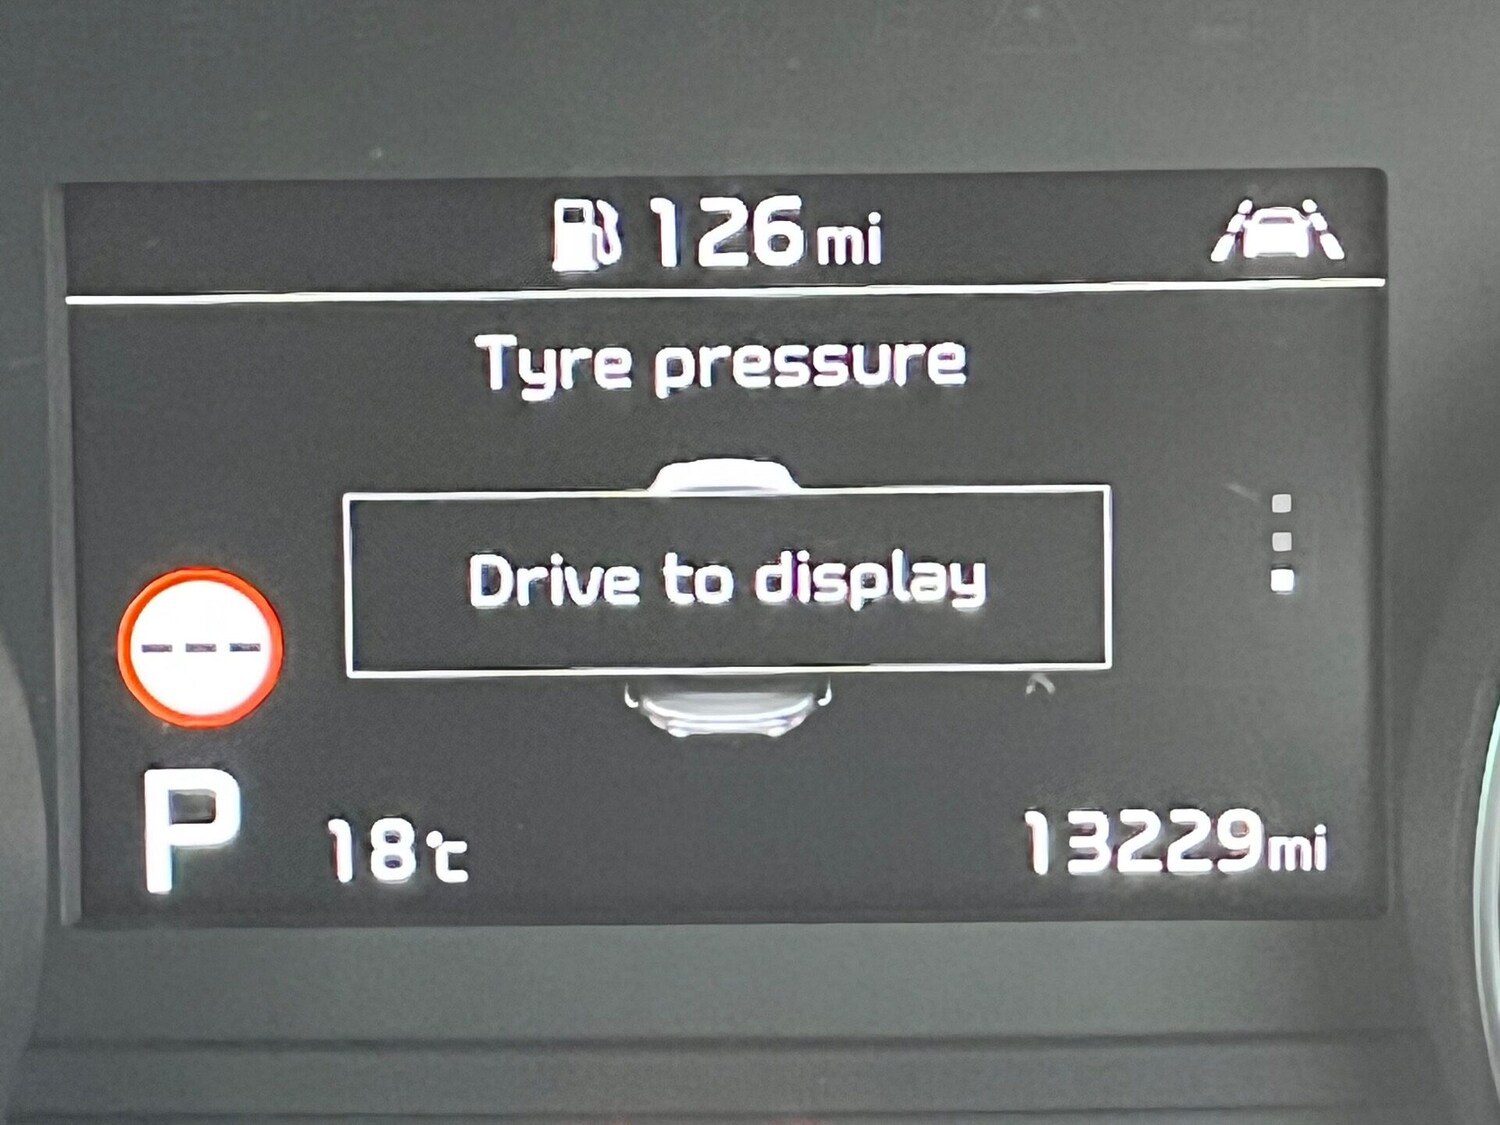 126mi
Tyre pressure
Drive to display
---
P
18℃
13229mi